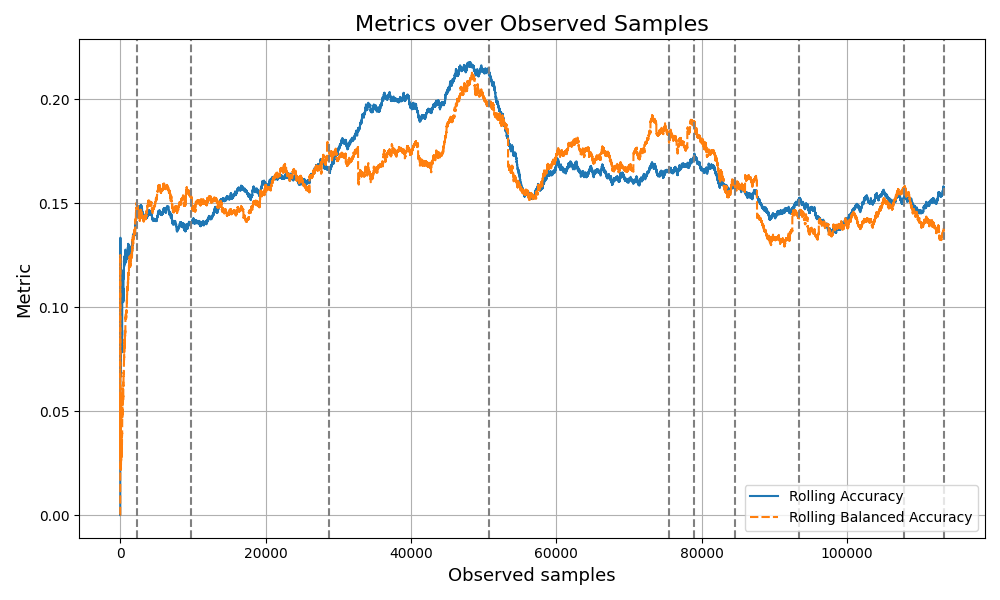 Metrics over Observed Samples
Metric
0.20
0.15
0.10
0.05
0.00
0
20000
40000
60000
80000
100000
Observed samples
Rolling Accuracy
Rolling Balanced Accuracy